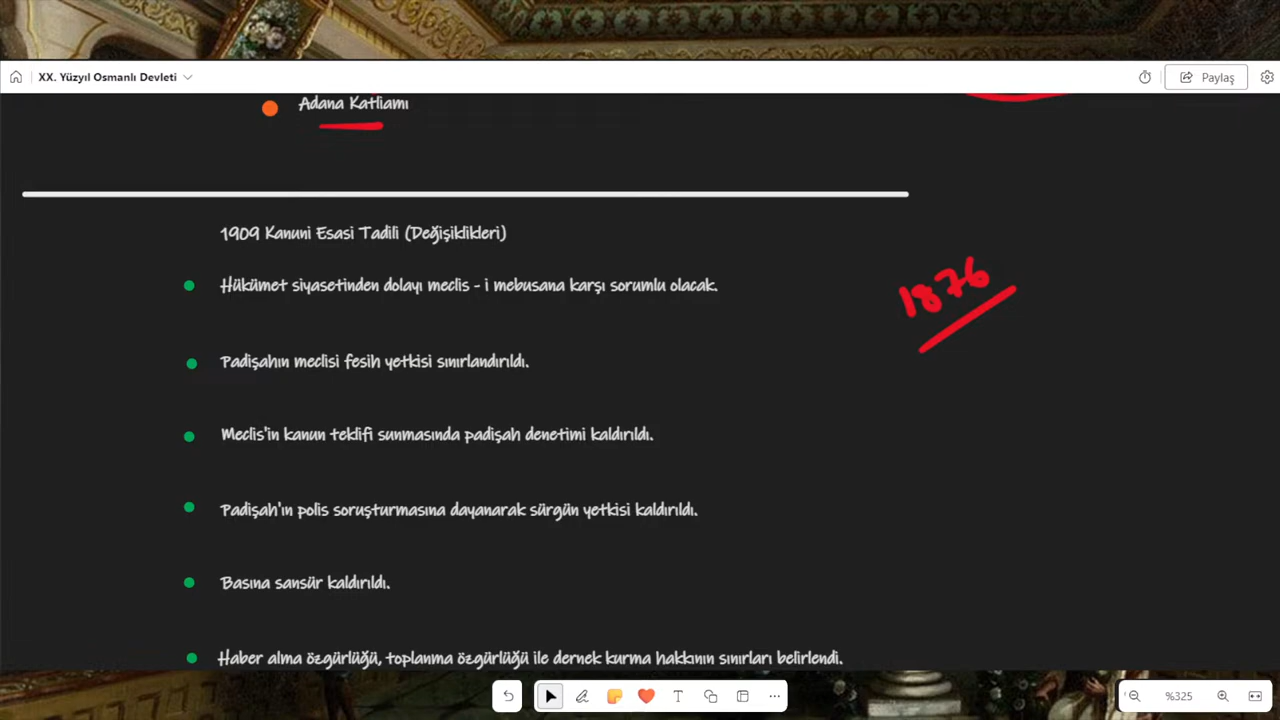 XX. Yüzyıl Osmanlı Devleti
Paylaş
Adana Katliamı
1909 Kanuni Esasi Tadili (Değişiklikleri)
Hükümet siyasetinden dolayı meclis - i mebusana karşı sorumlu olacak.
1876
Padişahın meclisi fesih yetkisi sınırlandırıldı.
Meclis'in kanun teklifi sunmasında padişah denetimi kaldırıldı.
Padişah'ın polis soruşturmasına dayanarak sürgün yetkisi kaldırıldı.
Basına sansür kaldırıldı.
Haber alma özgürlüğü, toplanma özgürlüğü ile dernek kurma hakkının sınırları belirlendi.
%325